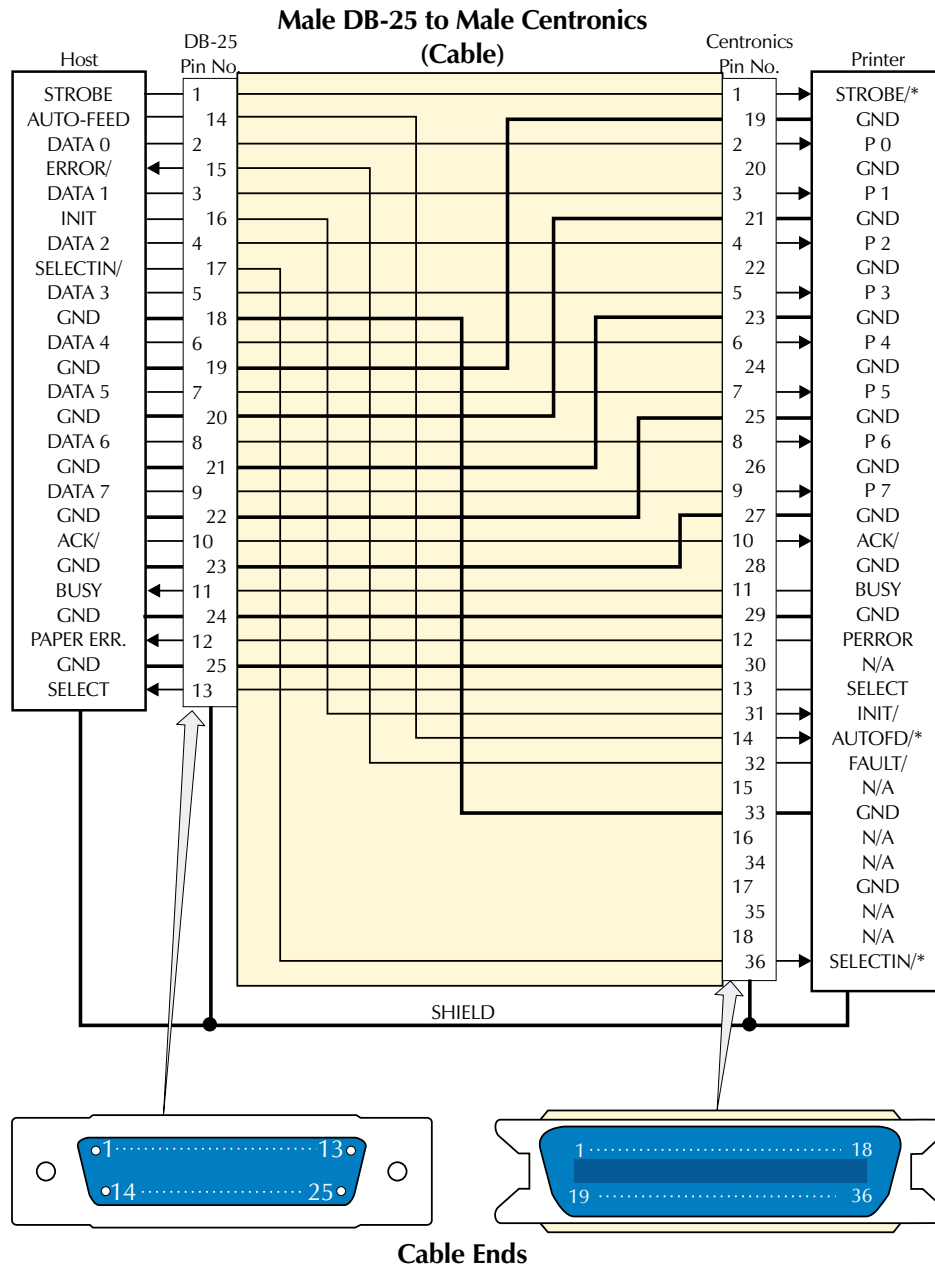 Male DB-25 to Male Centronics
(Cable)
Host DB-25 Pin No. Centronics Pin No. Printer
STROBE 1 1 STROBE/*
AUTO-FEED 14 19 GND
DATA 0 2 2 P 0
ERROR/ 15 20 GND
DATA 1 3 3 P 1
INIT 16 21 GND
DATA 2 4 4 P 2
SELECTIN/ 17 22 GND
DATA 3 5 5 P 3
GND 18 23 GND
DATA 4 6 6 P 4
GND 19 24 GND
DATA 5 7 7 P 5
GND 20 25 GND
DATA 6 8 8 P 6
GND 21 26 GND
DATA 7 9 9 P 7
GND 22 27 GND
ACK/ 10 10 ACK/
GND 23 28 GND
BUSY 11 11 BUSY
GND 24 29 GND
PAPER ERR. 12 12 PERROR
GND 25 30 N/A
SELECT 13 13 SELECT
31 INIT/
14 AUTOFD/*
32 FAULT/
15 N/A
33 GND
16 N/A
34 N/A
17 GND
35 N/A
18 N/A
36 SELECTIN/*
SHIELD
1 13
14 25
1 18
19 36
Cable Ends